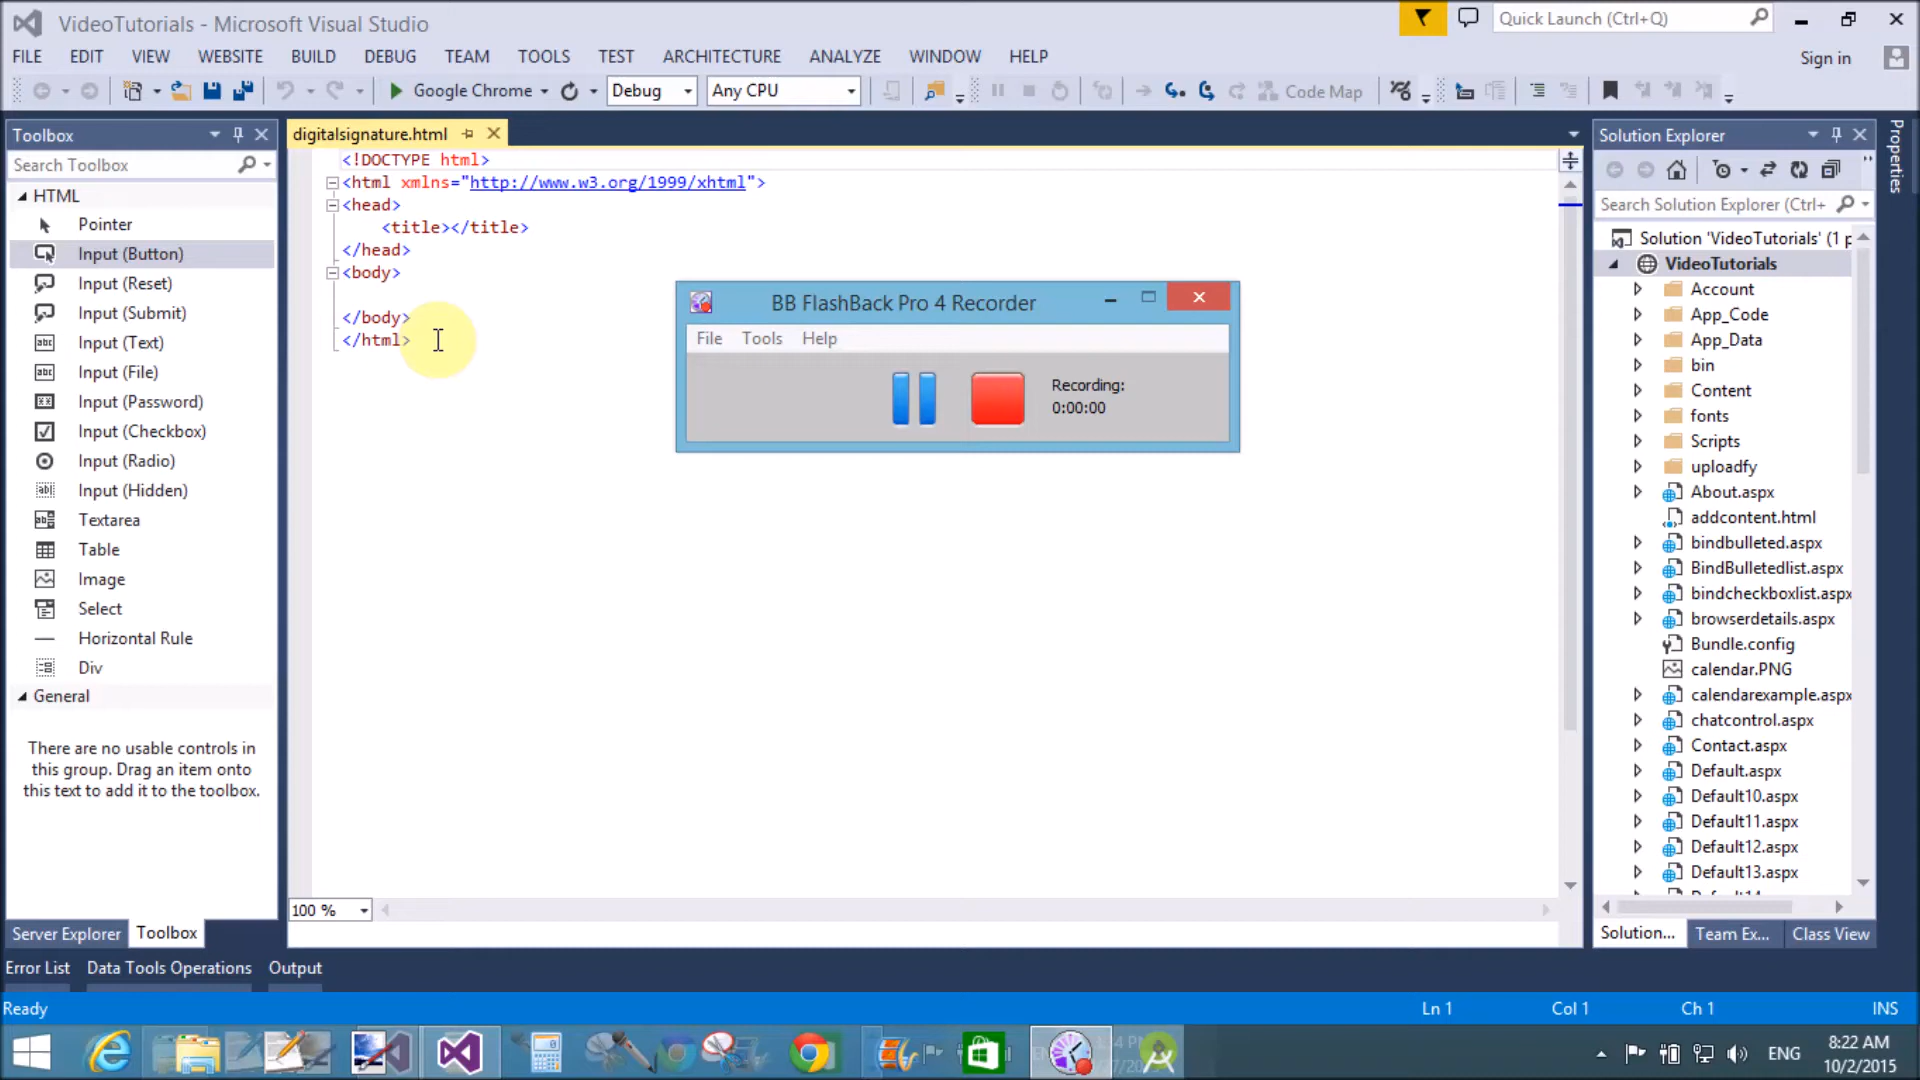 VideoTutorials - Microsoft Visual Studio
Quick Launch (Ctrl+Q)
FILE EDIT VIEW WEBSITE BUILD DEBUG TEAM TOOLS TEST ARCHITECTURE ANALYZE WINDOW HELP
Sign in
Google Chrome Debug Any CPU Code Map
Toolbox
Search Toolbox
HTML
Pointer
Input (Button)
Input (Reset)
Input (Submit)
Input (Text)
Input (File)
Input (Password)
Input (Checkbox)
Input (Radio)
Input (Hidden)
Textarea
Table
Image
Select
Horizontal Rule
Div
General
There are no usable controls in
this group. Drag an item onto
this text to add it to the toolbox.
Server Explorer Toolbox
digitalsignature.html
<!DOCTYPE html>
<html xmlns="http://www.w3.org/1999/xhtml">
<head>
<title></title>
</head>
<body>
</body>
</html>
100 %
BB FlashBack Pro 4 Recorder
File Tools Help
Recording:
0:00:00
Solution Explorer
Search Solution Explorer (Ctrl+
Solution 'VideoTutorials' (1 p
VideoTutorials
Account
App_Code
App_Data
bin
Content
fonts
Scripts
uploadfy
About.aspx
addcontent.html
bindbulleted.aspx
BindBulletedlist.aspx
bindcheckboxlist.aspx
browserdetails.aspx
Bundle.config
calendar.PNG
calendarexample.aspx
chatcontrol.aspx
Contact.aspx
Default.aspx
Default10.aspx
Default11.aspx
Default12.aspx
Default13.aspx
Solution... Team Ex... Class View
Properties
Error List Data Tools Operations Output
Ready Ln 1 Col 1 Ch 1 INS
ENG
8:22 AM
10/2/2015